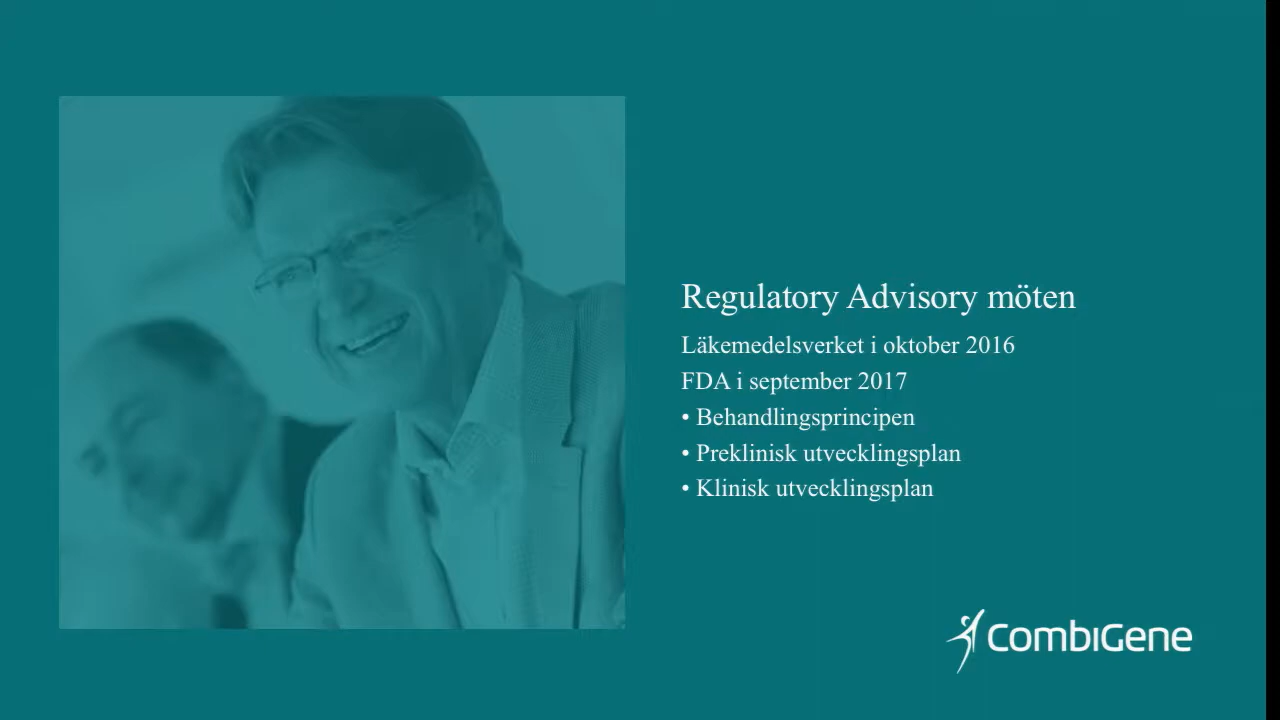 Regulatory Advisory möten
Läkemedelsverket i oktober 2016
FDA i september 2017
• Behandlingsprincipen
• Preklinisk utvecklingsplan
• Klinisk utvecklingsplan
CombiGene